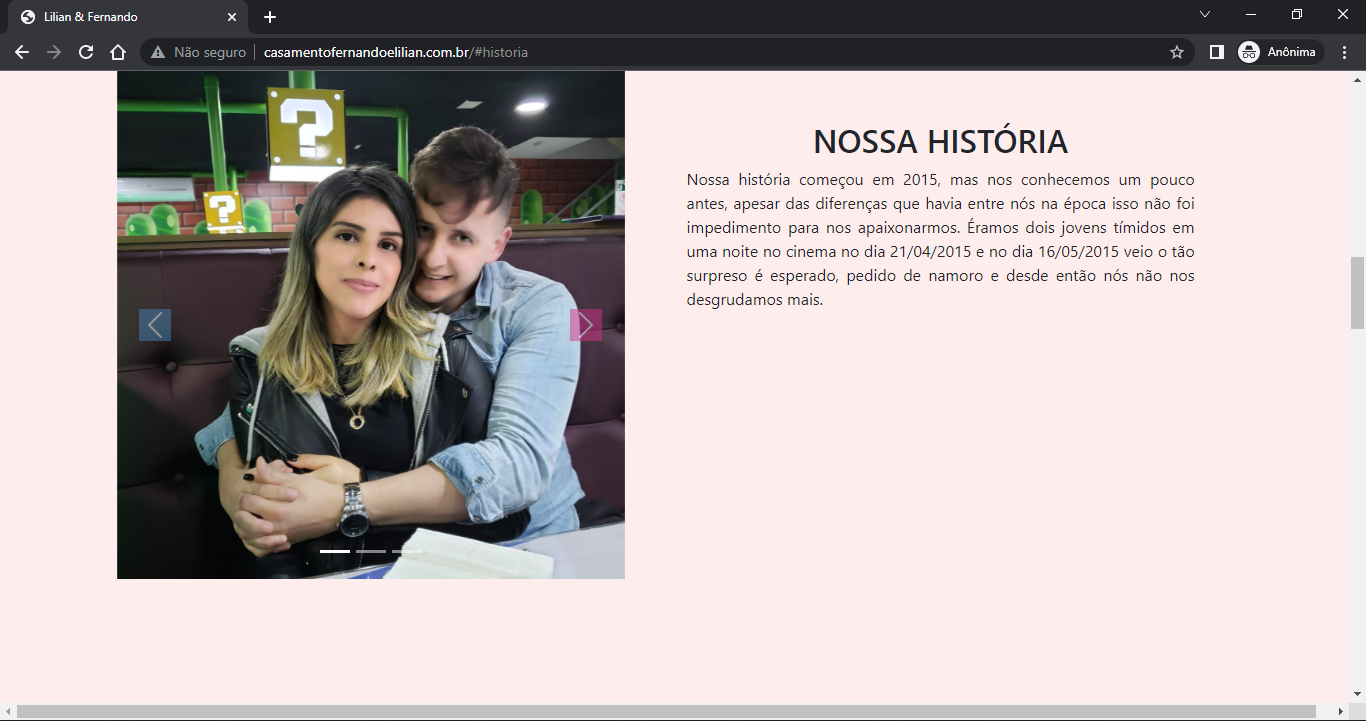 Lilian & Fernando
Não seguro
casamentofernandoelilian.com.br/#historia
Anônima
?
?
NOSSA HISTÓRIA
Nossa história começou em 2015, mas nos conhecemos um pouco
antes, apesar das diferenças que havia entre nós na época isso não foi
impedimento para nos apaixonarmos. Éramos dois jovens tímidos em
uma noite no cinema no dia 21/04/2015 e no dia 16/05/2015 veio o tão
surpreso é esperado, pedido de namoro e desde então nós não nos
desgrudamos mais.